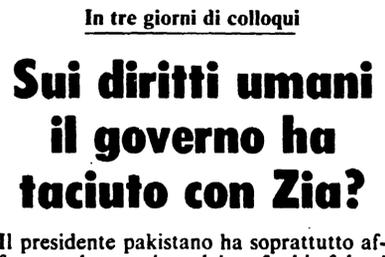 In tre giorni di colloqui
Sui diritti umani
il governo ha
taciuto con Zia?
Il presidente pakistano ha soprattutto af-